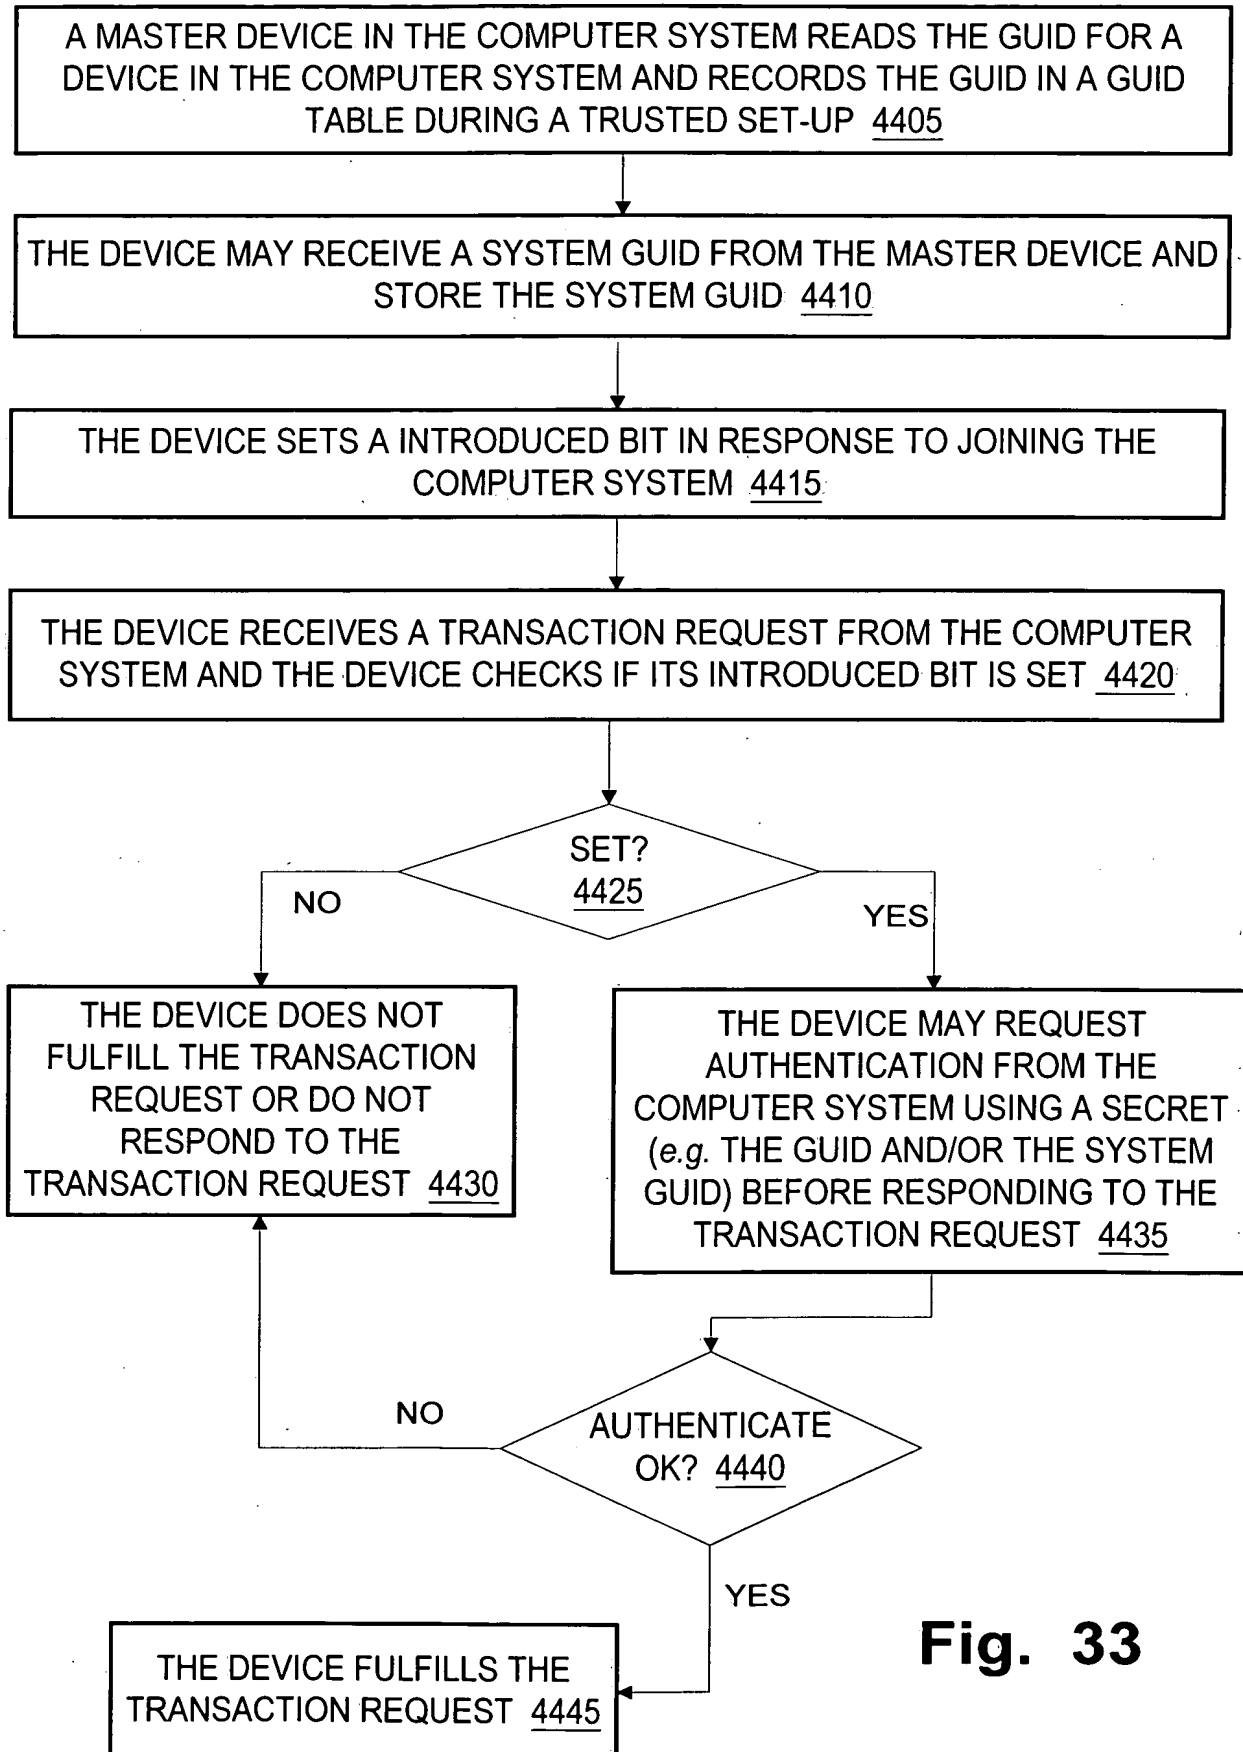 A MASTER DEVICE IN THE COMPUTER SYSTEM READS THE GUID FOR A
DEVICE IN THE COMPUTER SYSTEM AND RECORDS THE GUID IN A GUID
TABLE DURING A TRUSTED SET-UP 4405
THE DEVICE MAY RECEIVE A SYSTEM GUID FROM THE MASTER DEVICE AND
STORE THE SYSTEM GUID 4410
THE DEVICE SETS A INTRODUCED BIT IN RESPONSE TO JOINING THE
COMPUTER SYSTEM 4415
THE DEVICE RECEIVES A TRANSACTION REQUEST FROM THE COMPUTER
SYSTEM AND THE DEVICE CHECKS IF ITS INTRODUCED BIT IS SET 4420
SET?
4425
NO
YES
THE DEVICE DOES NOT
FULFILL THE TRANSACTION
REQUEST OR DO NOT
RESPOND TO THE
TRANSACTION REQUEST 4430
THE DEVICE MAY REQUEST
AUTHENTICATION FROM THE
COMPUTER SYSTEM USING A SECRET
(e.g. THE GUID AND/OR THE SYSTEM
GUID) BEFORE RESPONDING TO THE
TRANSACTION REQUEST 4435
NO
AUTHENTICATE
OK? 4440
YES
THE DEVICE FULFILLS THE
TRANSACTION REQUEST 4445
Fig. 33